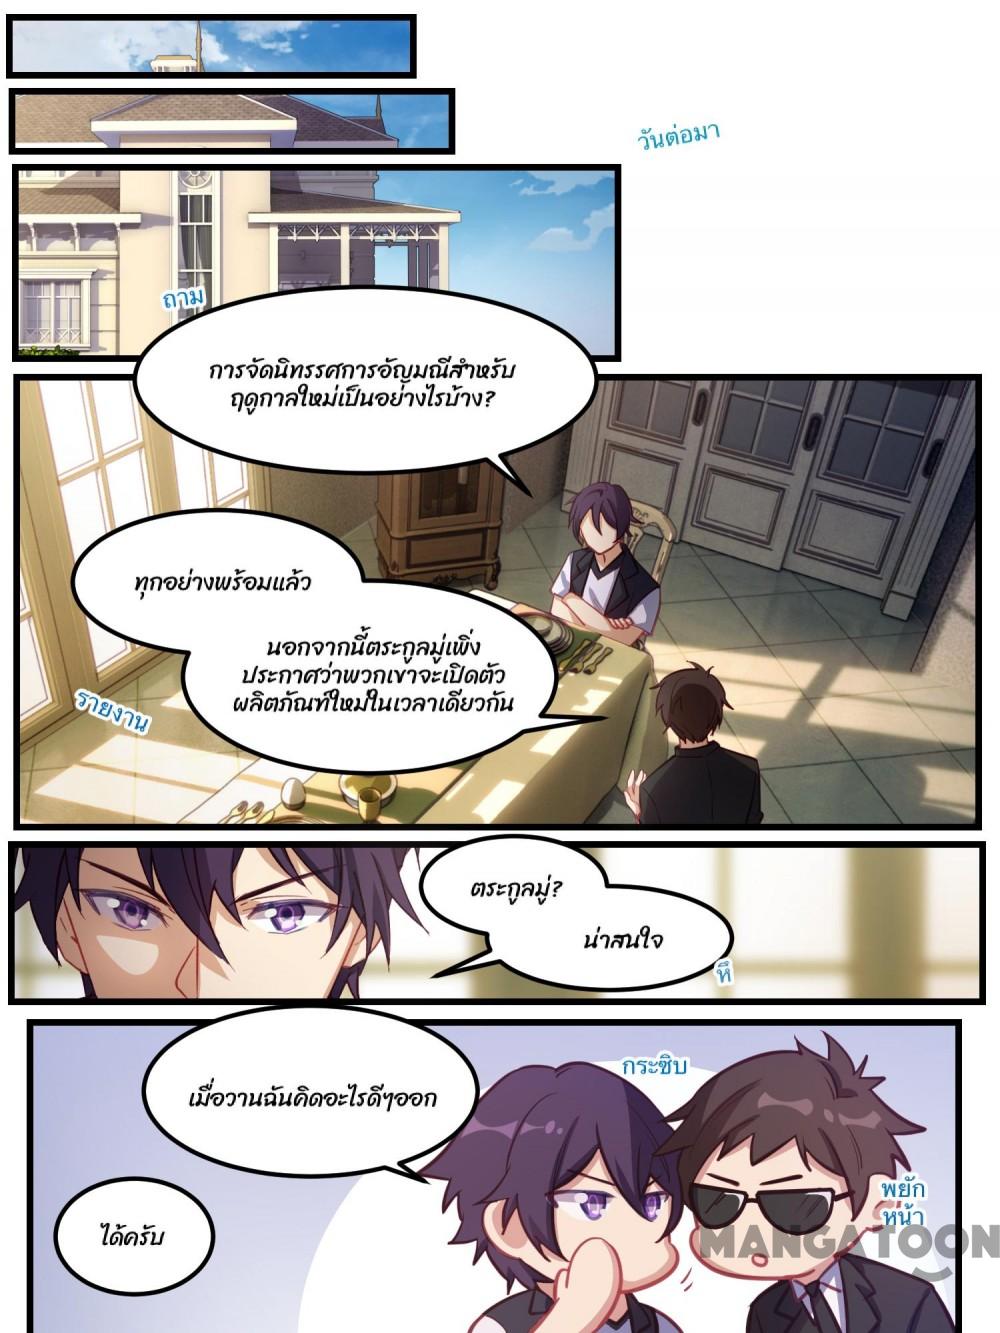 วันต่อมา
ถาม
การจัดนิทรรศการอัญมณีสำหรับ
ฤดูกาลใหม่เป็นอย่างไรบ้าง?
ทุกอย่างพร้อมแล้ว
นอกจากนี้ตระกูลมู่เพิ่ง
ประกาศว่าพวกเขาจะเปิดตัว
ผลิตภัณฑ์ใหม่ในเวลาเดียวกัน
รายงาน
ตระกูลมู่?
น่าสนใจ
หึ
กระซิบ
เมื่อวานฉันคิดอะไรดีๆออก
ได้ครับ
พยัก
หน้า
MANGATOON